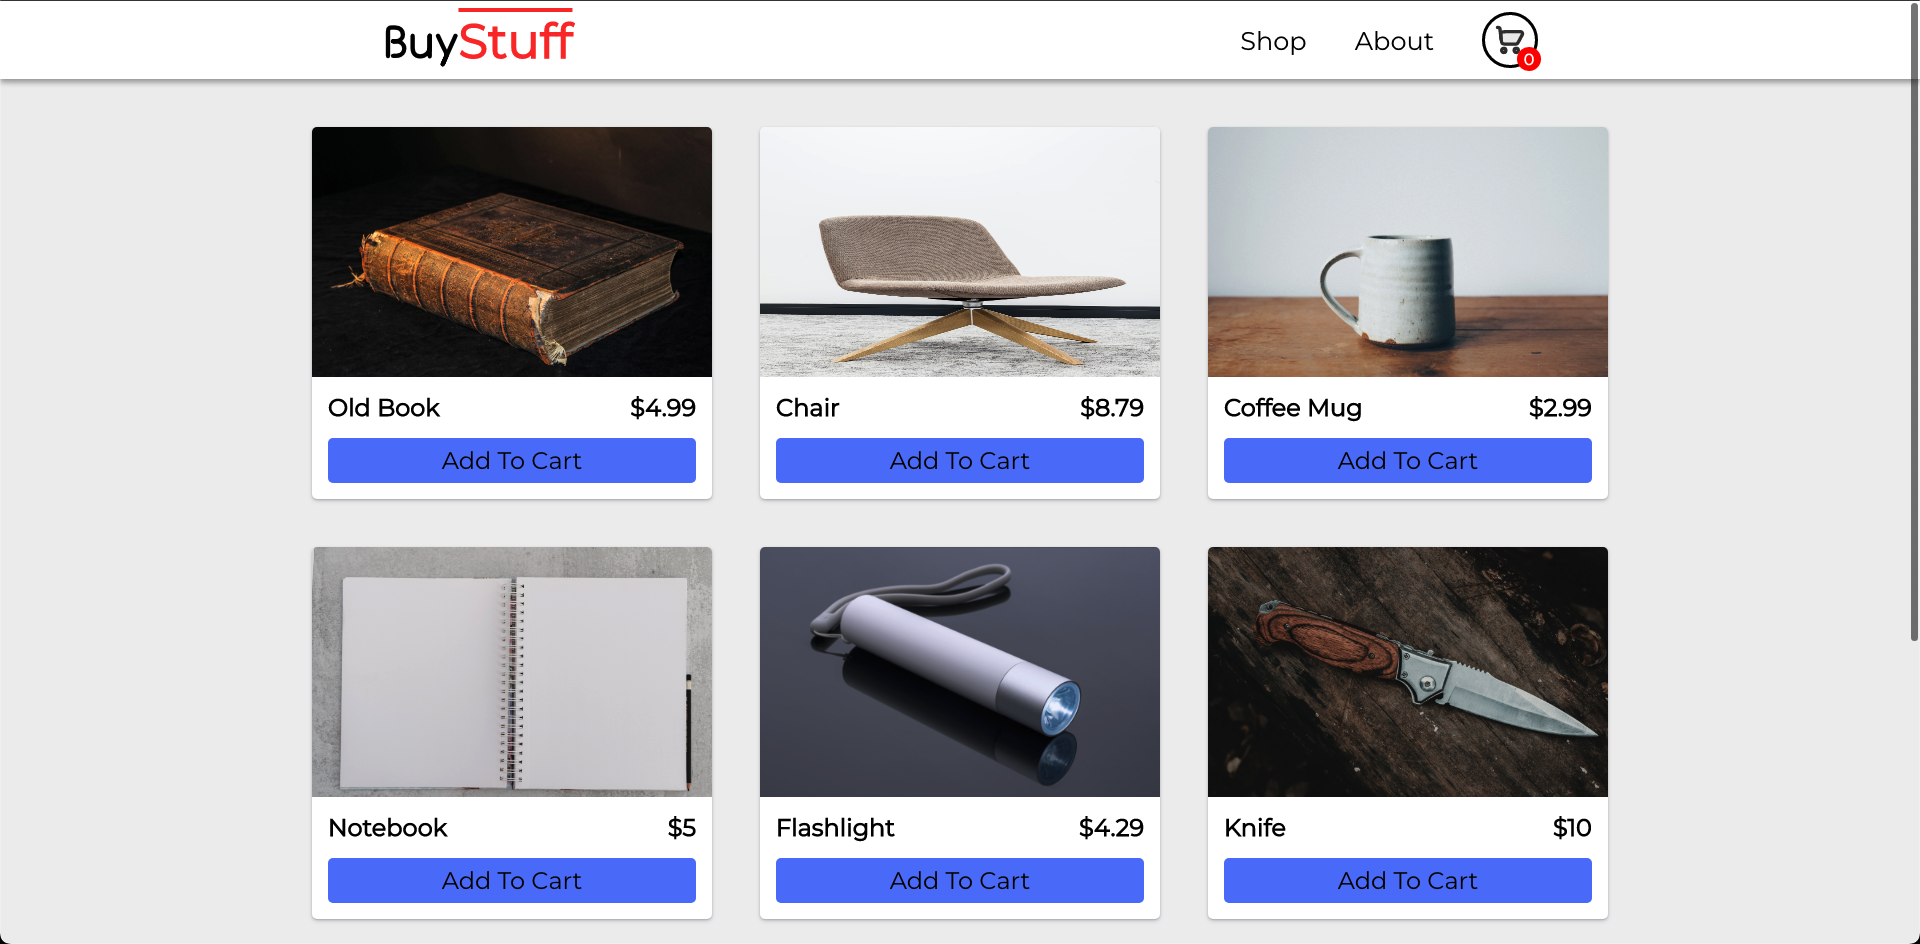 BuyStuff
Shop
About
0
Old Book $4.99
Add To Cart
Chair $8.79
Add To Cart
Coffee Mug $2.99
Add To Cart
Notebook $5
Add To Cart
Flashlight $4.29
Add To Cart
Knife $10
Add To Cart